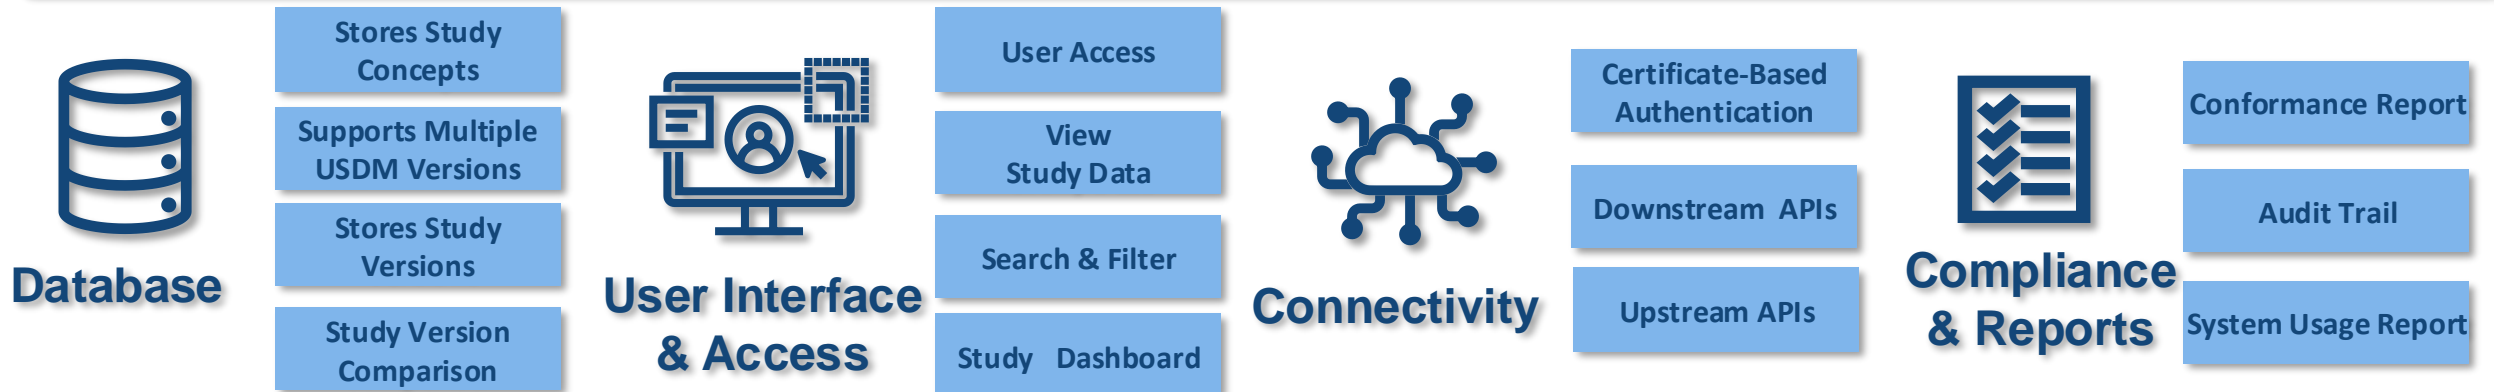 Database
Stores Study
Concepts
Supports Multiple
USDM Versions
Stores Study
Versions
Study Version
Comparison
User Interface
& Access
User Access
View
Study Data
Search & Filter
Study Dashboard
Connectivity
Certificate-Based
Authentication
Downstream APIs
Upstream APIs
Compliance
& Reports
Conformance Report
Audit Trail
System Usage Report